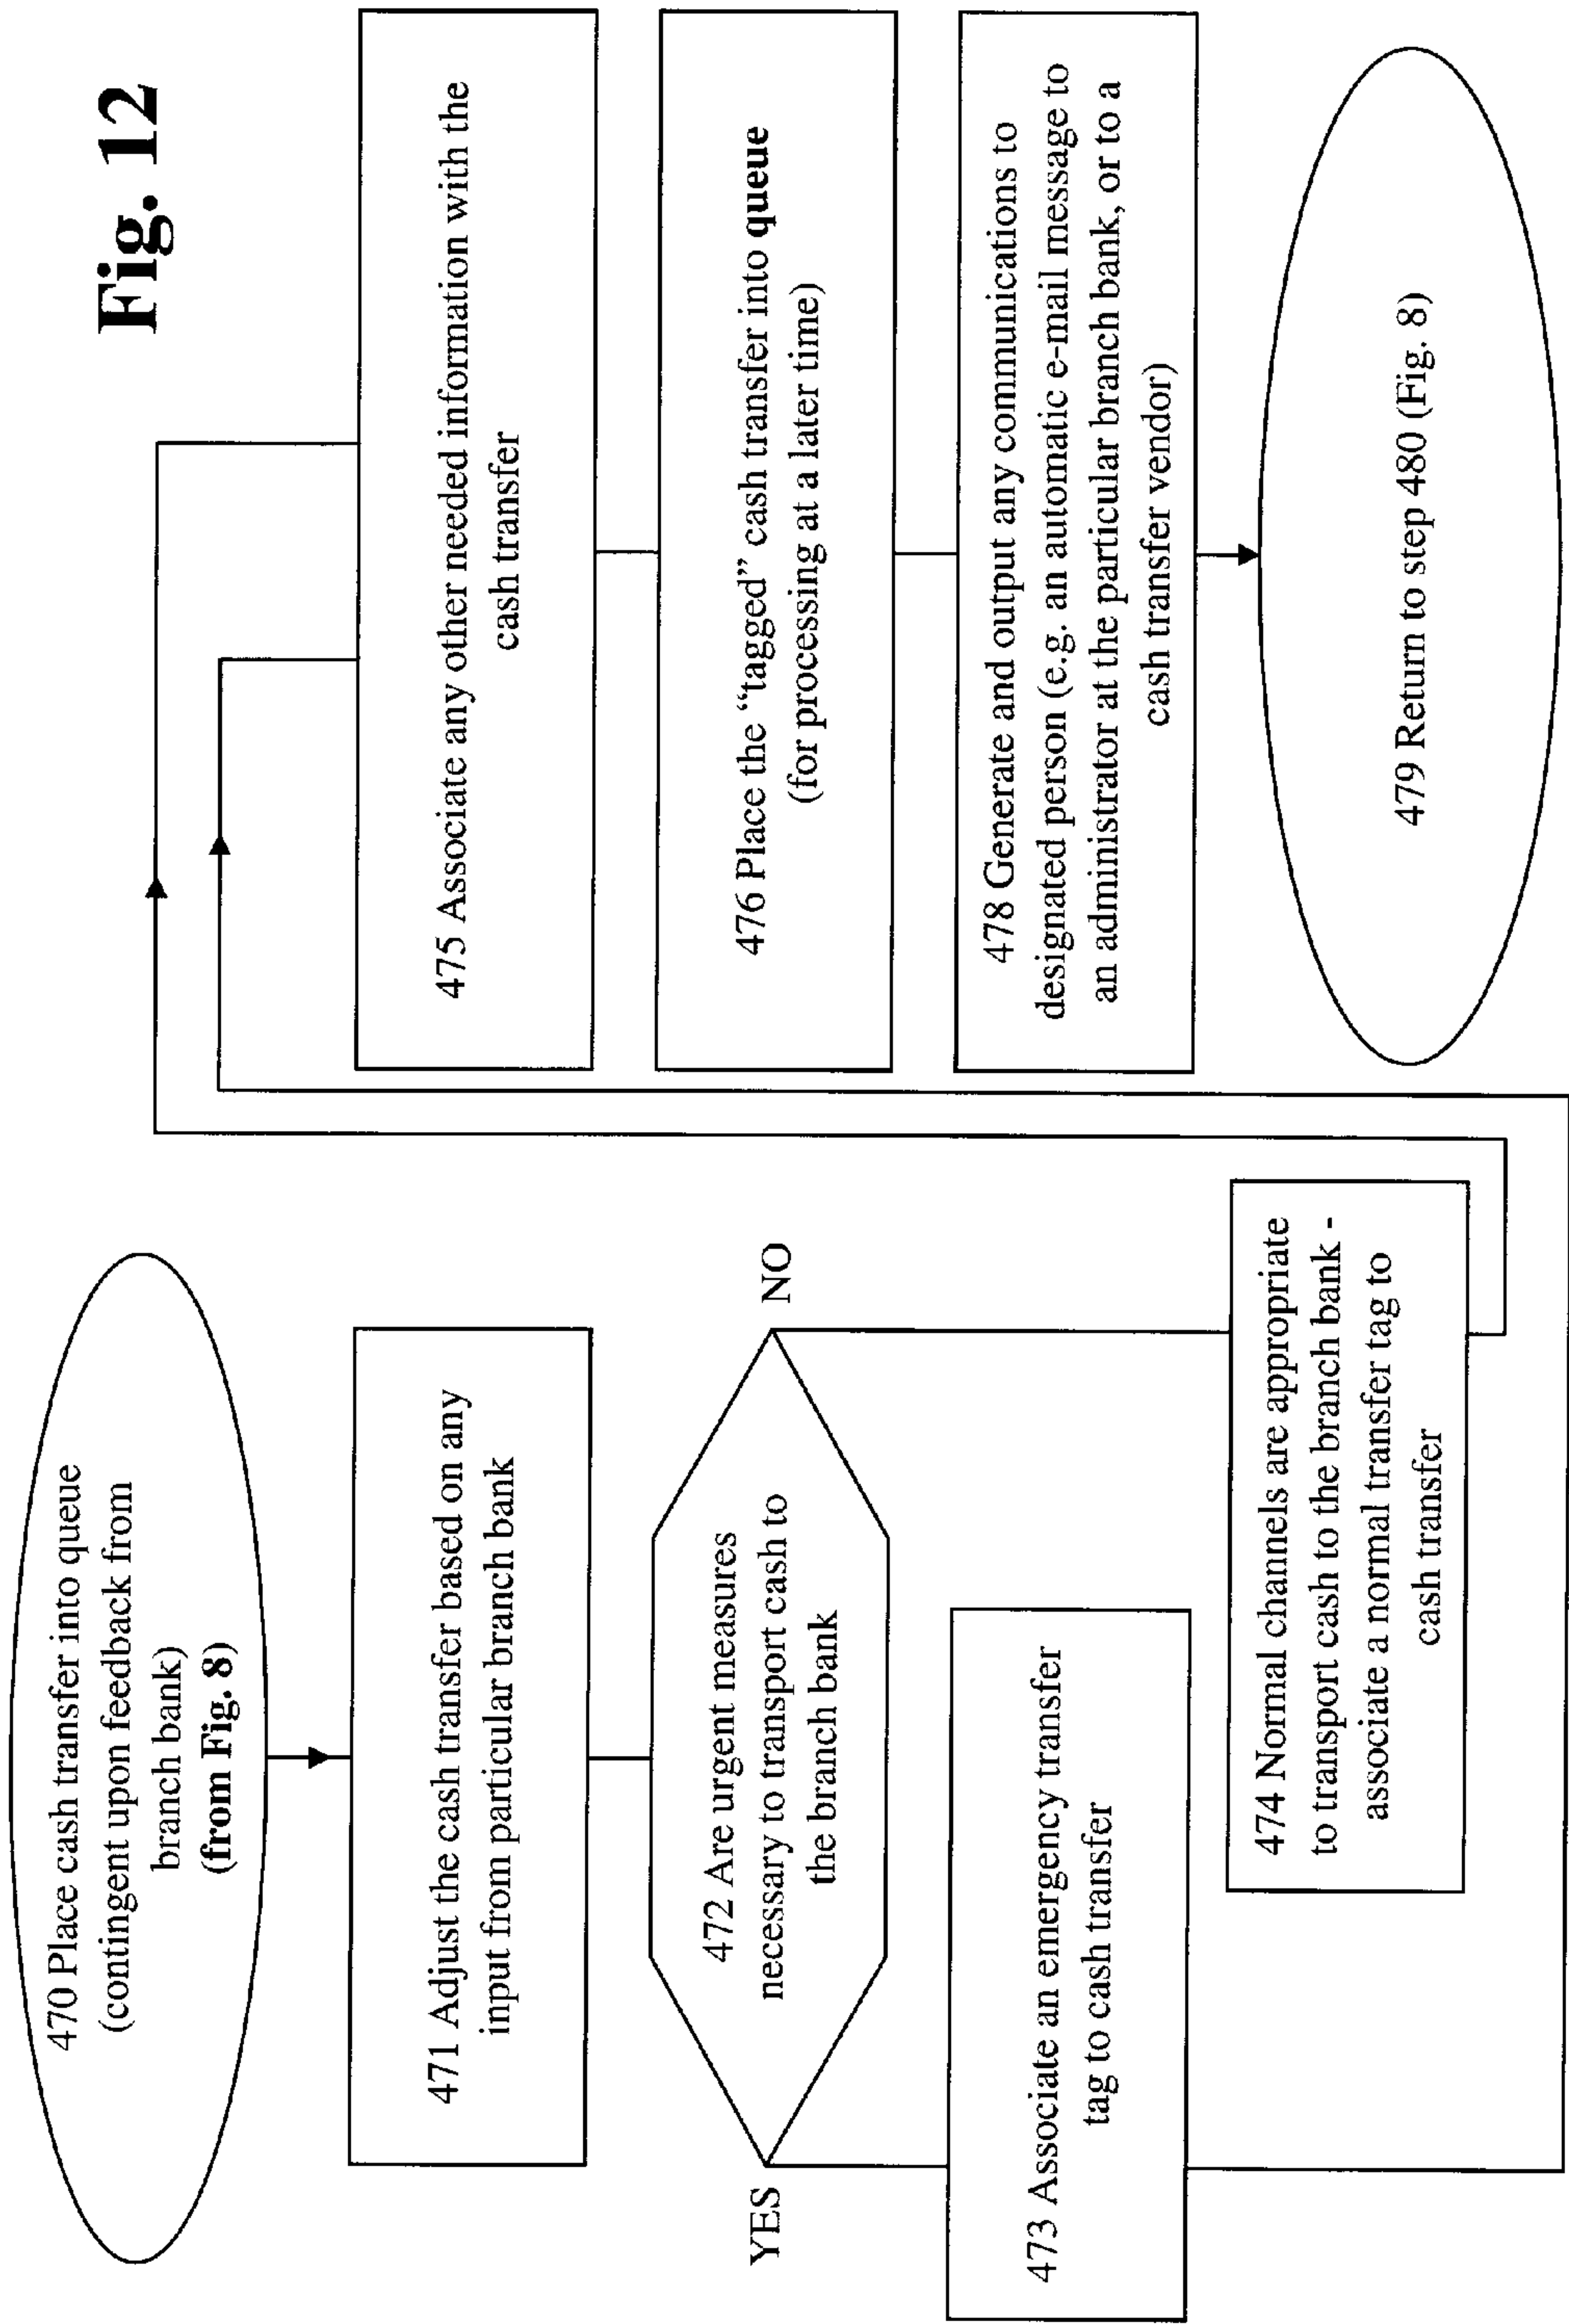 Fig. 12
470 Place cash transfer into queue
(contingent upon feedback from
branch bank)
(from Fig. 8)
471 Adjust the cash transfer based on any
input from particular branch bank
472 Are urgent measures
necessary to transport cash to
the branch bank
YES
NO
473 Associate an emergency transfer
tag to cash transfer
474 Normal channels are appropriate
to transport cash to the branch bank -
associate a normal transfer tag to
cash transfer
475 Associate any other needed information with the
cash transfer
476 Place the “tagged” cash transfer into queue
(for processing at a later time)
478 Generate and output any communications to
designated person (e.g. an automatic e-mail message to
an administrator at the particular branch bank, or to a
cash transfer vendor)
479 Return to step 480 (Fig. 8)